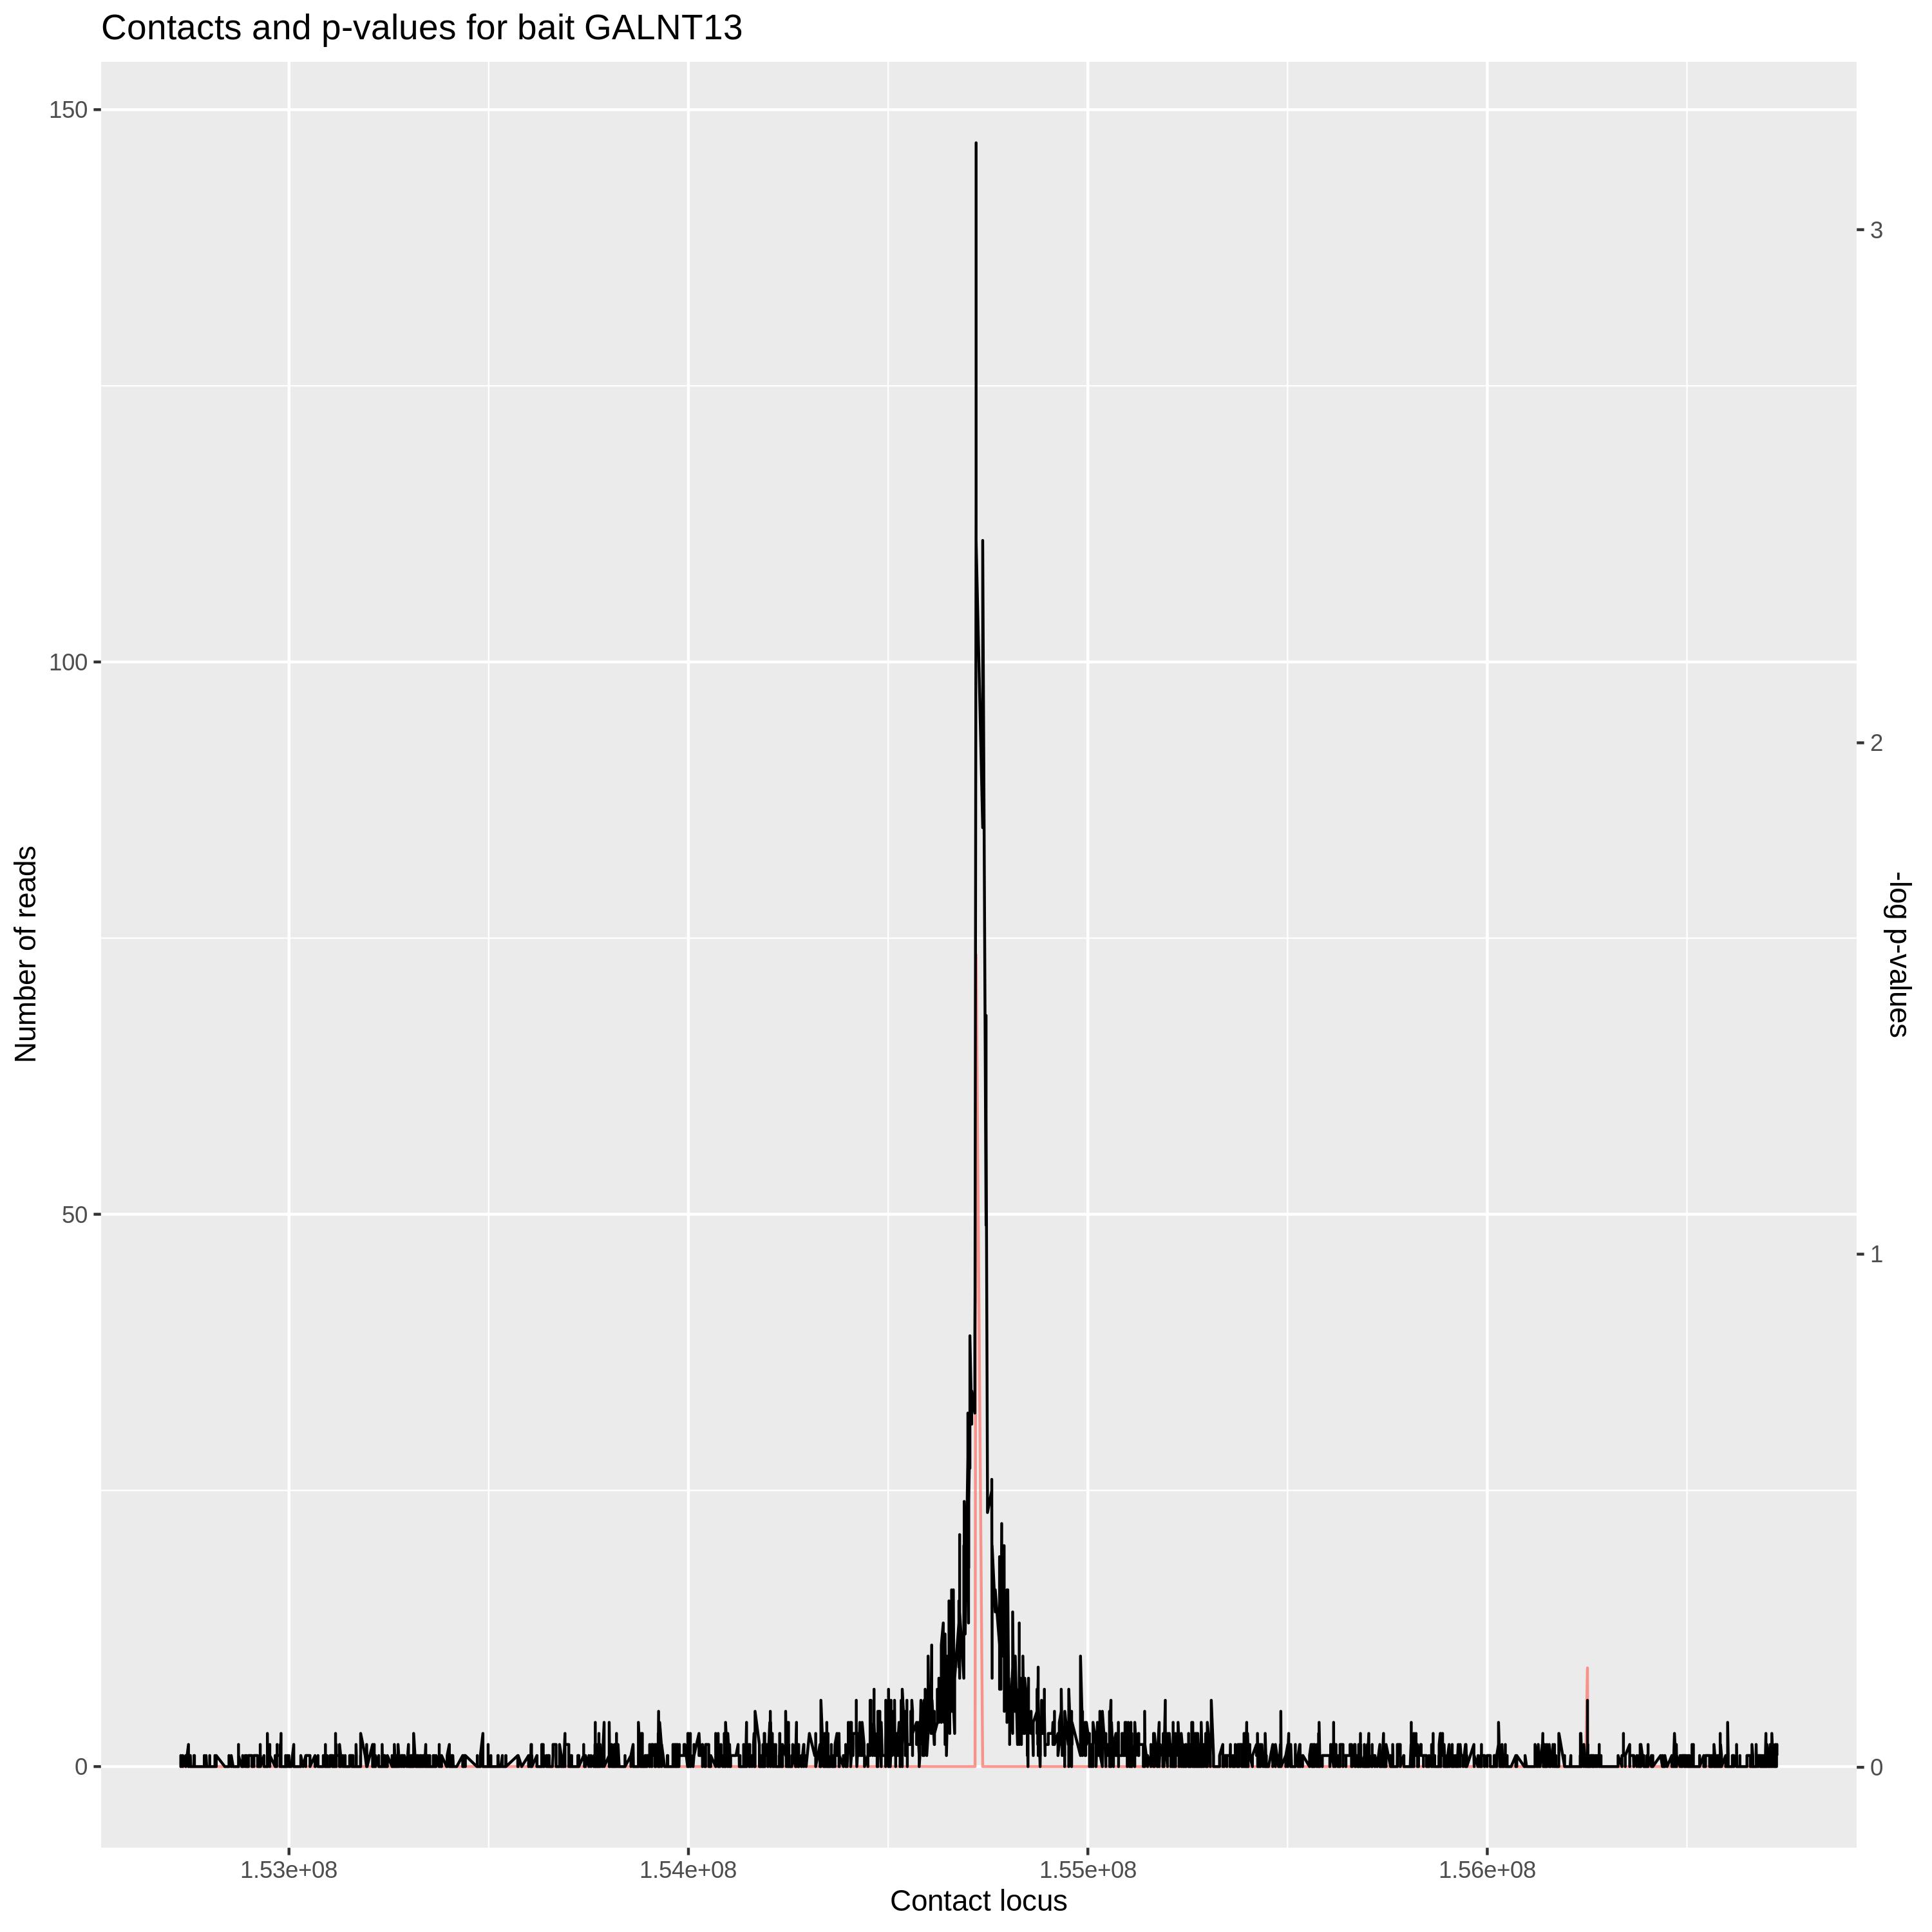 Contacts and p-values for bait GALNT13
150
100
50
0
Number of reads
3
2
1
0
-log p-values
1.53e+08
1.54e+08
1.55e+08
1.56e+08
Contact locus